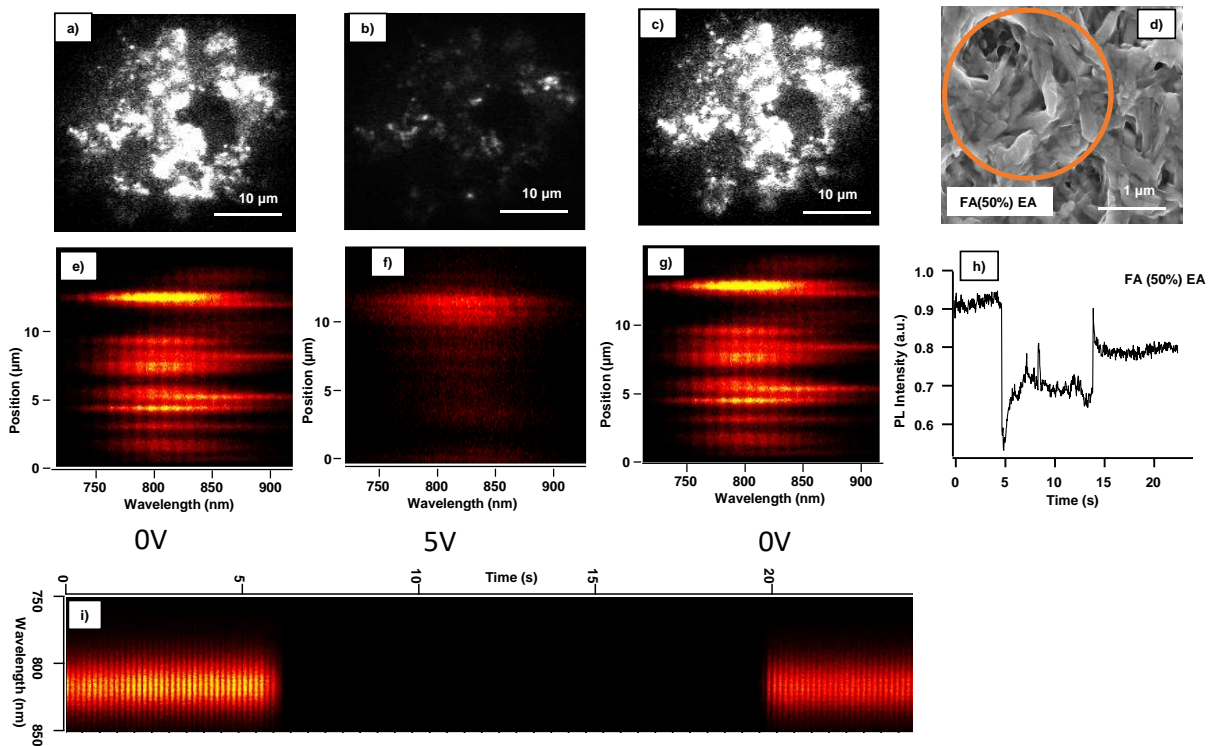 a)
10 µm
b)
10 µm
c)
10 µm
d)
FA(50%) EA
1 µm
e)
Position (µm)
10
5
0
750 800 850 900
Wavelength (nm)
f)
Position (µm)
10
5
0
750 800 850 900
Wavelength (nm)
g)
Position (µm)
10
5
0
750 800 850 900
Wavelength (nm)
h)
FA (50%) EA
PL Intensity (a.u.)
1.0
0.9
0.8
0.7
0.6
0 5 10 15 20
Time (s)
0V
5V
0V
0 5 10 15 20
Time (s)
i)
Wavelength (nm)
750
800
850